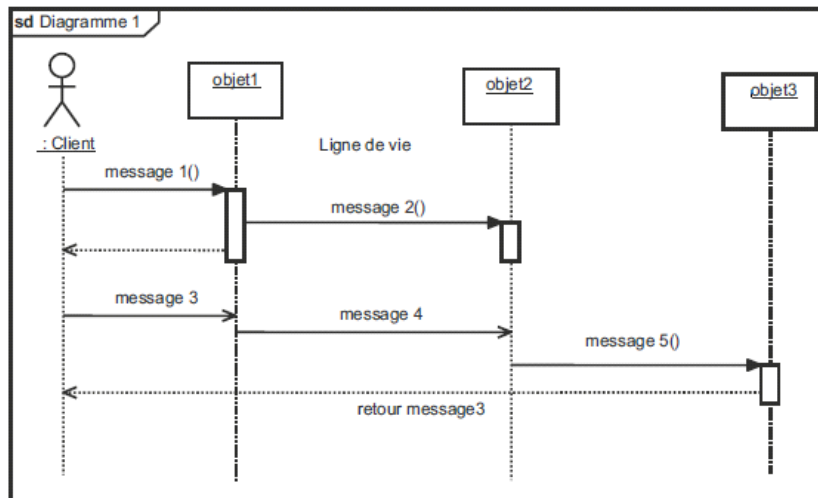 sd Diagramme 1
objet1
objet2
objet3
: Client
Ligne de vie
message 1()
message 2()
message 3
message 4
message 5()
retour message3